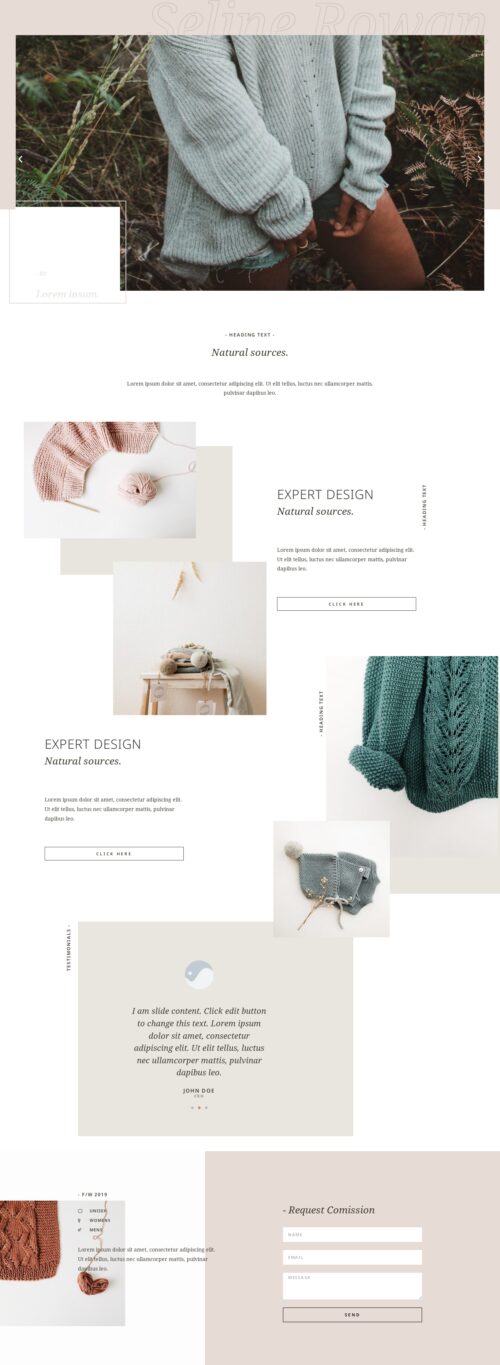 Seline Rowan
Lorem Ipsum.
- HEADING TEXT -
Natural sources.
Lorem ipsum dolor sit amet, consectetur adipiscing elit. Ut elit tellus, luctus nec ullamcorper mattis,
pulvinar dapibus leo.
EXPERT DESIGN
Natural sources.
- HEADING TEXT
Lorem ipsum dolor sit amet, consectetur adipiscing elit.
Ut elit tellus, luctus nec ullamcorper mattis, pulvinar
dapibus leo.
CLICK HERE
- HEADING TEXT
EXPERT DESIGN
Natural sources.
Lorem ipsum dolor sit amet, consectetur adipiscing elit.
Ut elit tellus, luctus nec ullamcorper mattis, pulvinar
dapibus leo.
CLICK HERE
TESTIMONIALS -
I am slide content. Click edit button
to change this text. Lorem ipsum
dolor sit amet, consectetur
adipiscing elit. Ut elit tellus, luctus
nec ullamcorper mattis, pulvinar
dapibus leo.
JOHN DOE
CEO
- F/W 2019
UNISEX
WOMENS
MENS
Lorem ipsum dolor sit amet, consectetur adipiscing elit.
Ut elit tellus, luctus nec ullamcorper mattis, pulvinar
dapibus leo.
- Request Comission
NAME
EMAIL
MESSAGE
SEND